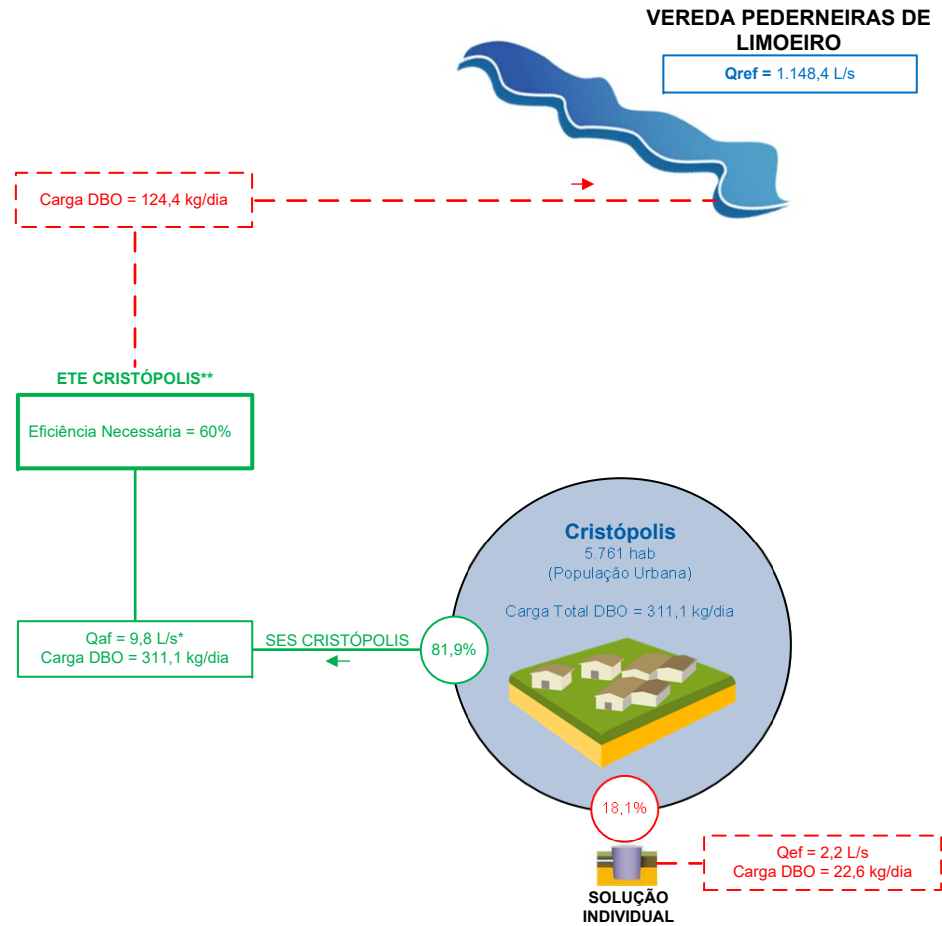 VEREDA PEDERNEIRAS DE
LIMOEIRO
Qref = 1.148,4 L/s
Carga DBO = 124,4 kg/dia
ETE CRISTÓPOLIS**
Eficiência Necessária = 60%
Cristópolis
5.761 hab
(População Urbana)
Carga Total DBO = 311,1 kg/dia
Qaf = 9,8 L/s*
Carga DBO = 311,1 kg/dia
SES CRISTÓPOLIS
81,9%
18,1%
Qef = 2,2 L/s
Carga DBO = 22,6 kg/dia
SOLUÇÃO
INDIVIDUAL